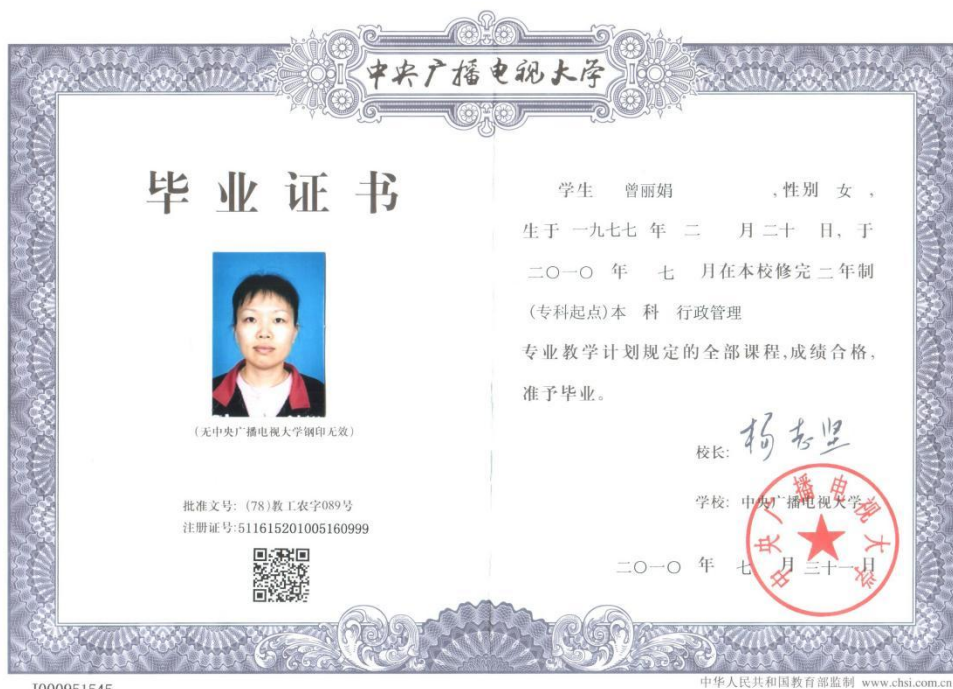 中央广播电视大学
毕业证书
(无中央广播电视大学钢印无效)
批准文号: (78)教工农字089号
注册证号:511615201005160999
学生 曾丽娟 ,性别 女 ,
生于 一九七七 年 二 月 二十 日, 于
二○一○ 年 七 月在本校修完 二 年制
(专科起点)本 科 行政管理
专业教学计划规定的全部课程,成绩合格,
准予毕业。
校长: 杨志坚
学校: 中央广播电视大学
中央广播电视大学
二○一○ 年 七 月 三十一 日
J000951545
中华人民共和国教育部监制 www.chsi.com.cn